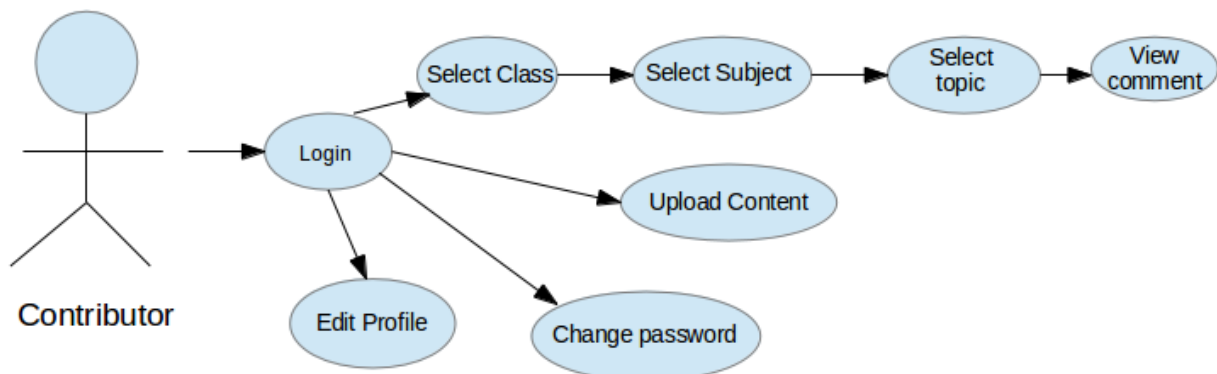 Select Class
Select Subject
Select
topic
View
comment
Login
Upload Content
Contributor
Edit Profile
Change password